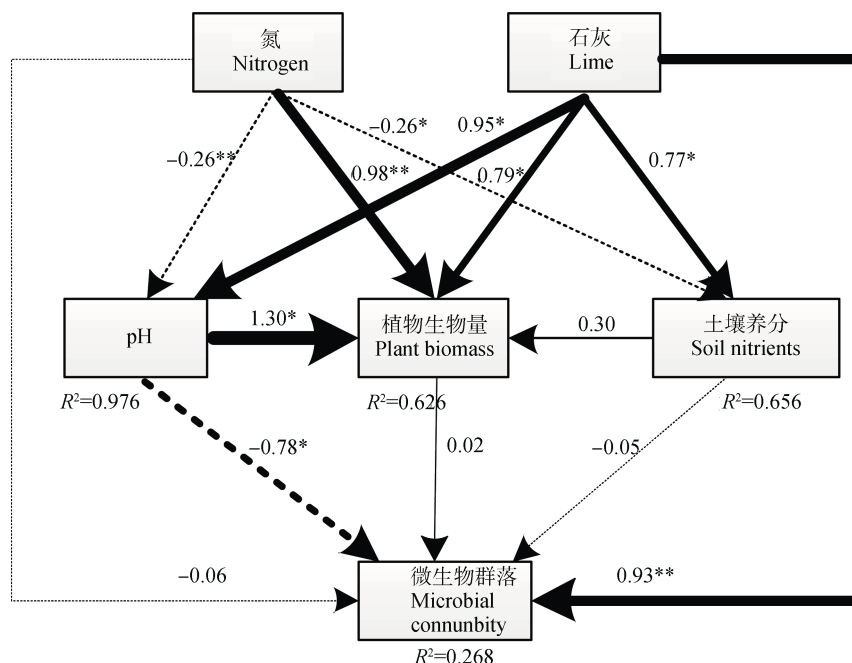 氮
Nitrogen
石灰
Lime
−0.26**
0.98**
−0.26*
0.95*
0.79*
0.77*
pH
1.30*
植物生物量
Plant biomass
0.30
土壤养分
Soil nitrients
R²=0.976
R²=0.626
R²=0.656
−0.78*
0.02
−0.05
−0.06
微生物群落
Microbial
connunbity
0.93**
R²=0.268